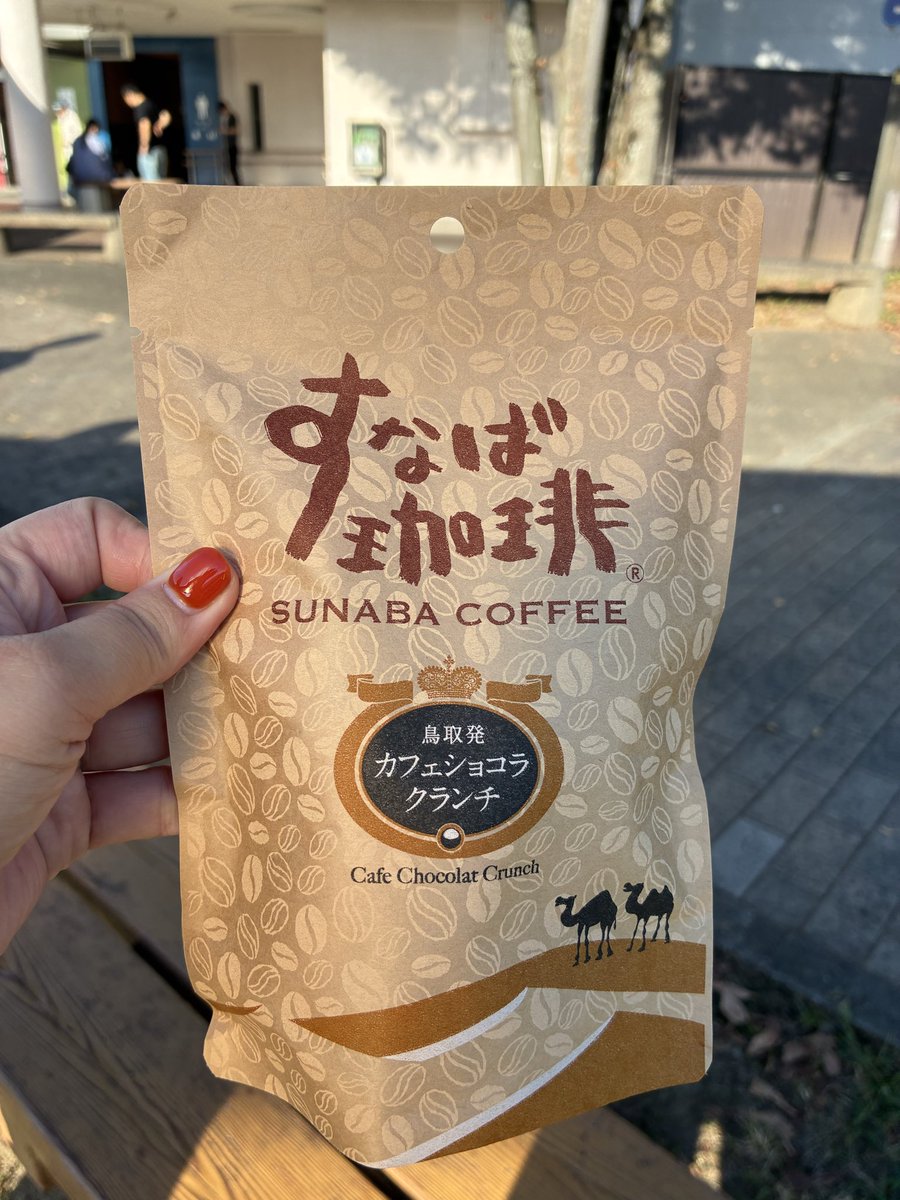 すなば
珈琲
®
SUNABA COFFEE
鳥取発
カフェショコラ
クランチ
Cafe Chocolat Crunch